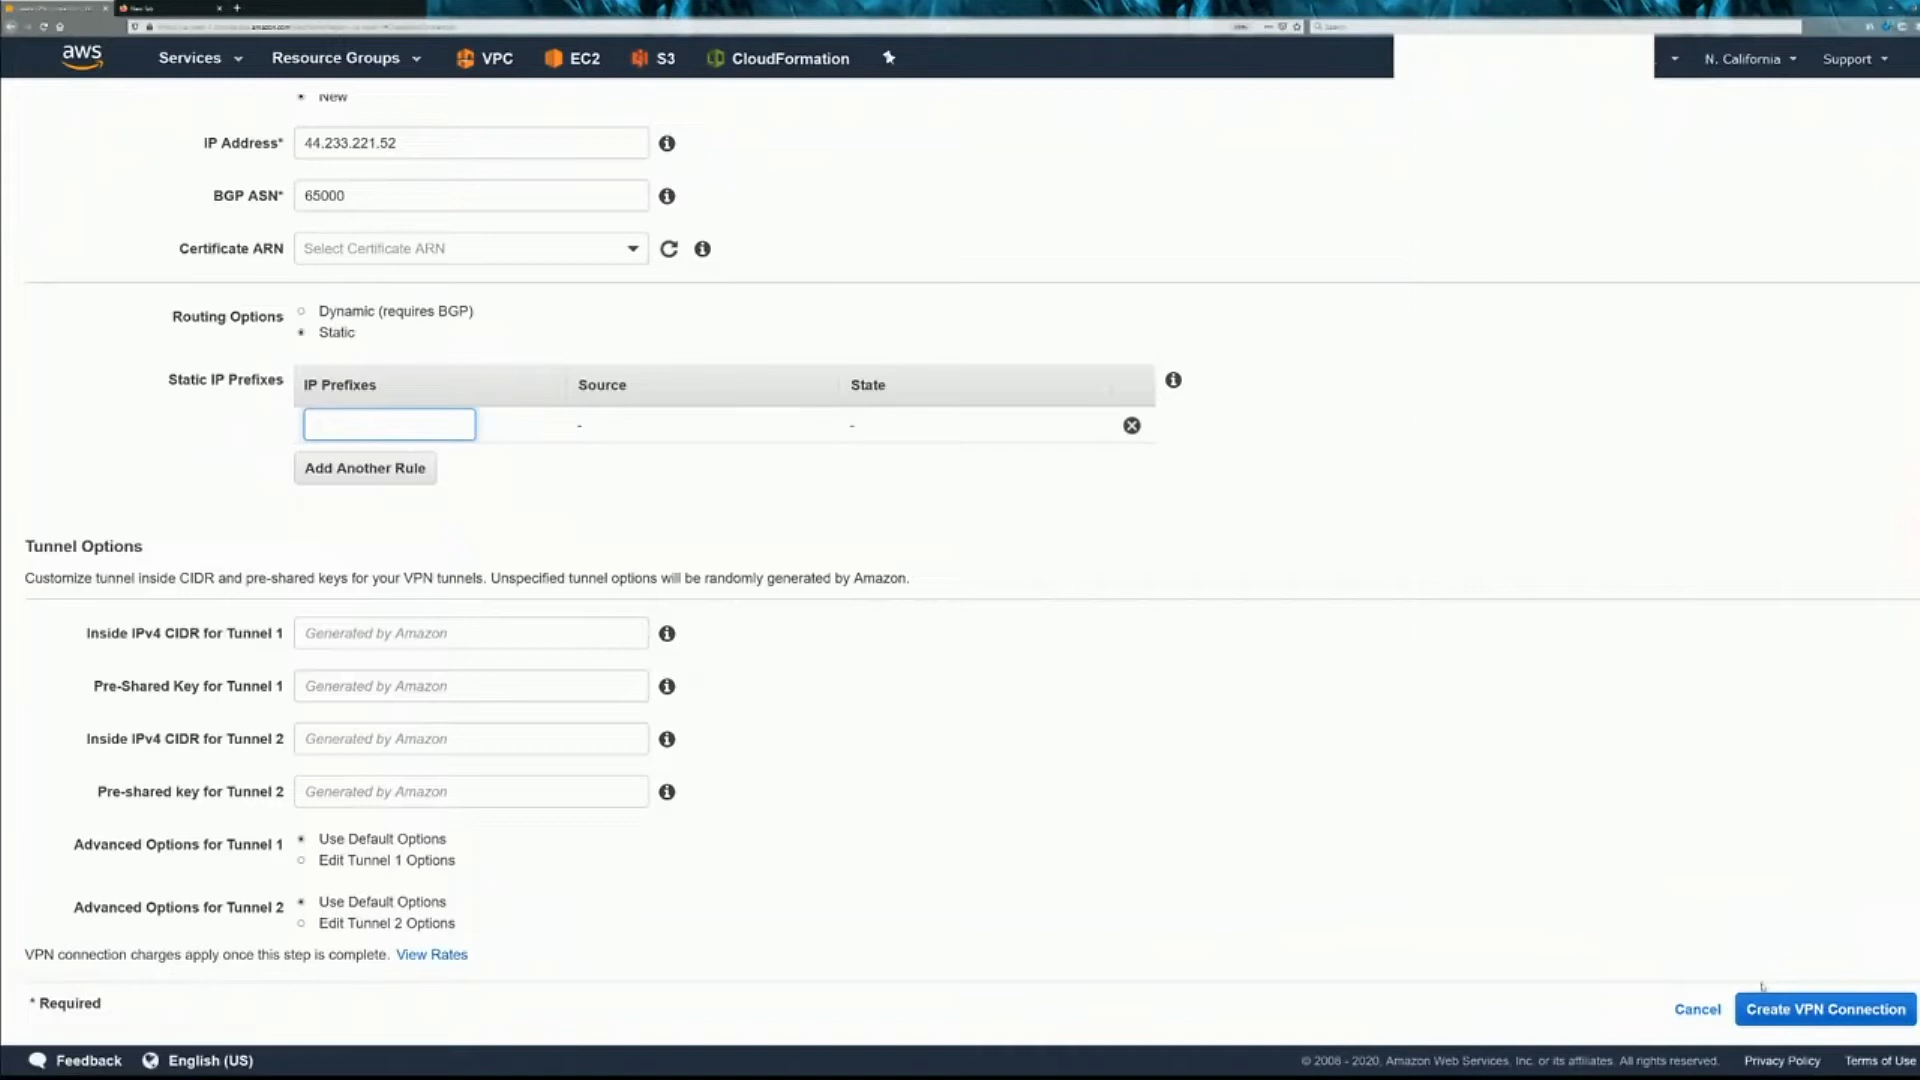 New Tab
aws
Services
Resource Groups
VPC
EC2
S3
CloudFormation
N. California
Support
New
IP Address*
44.233.221.52
BGP ASN*
65000
Certificate ARN
Select Certificate ARN
Routing Options
Dynamic (requires BGP)
Static
Static IP Prefixes
IP Prefixes
Source
State
-
-
Add Another Rule
Tunnel Options
Customize tunnel inside CIDR and pre-shared keys for your VPN tunnels. Unspecified tunnel options will be randomly generated by Amazon.
Inside IPv4 CIDR for Tunnel 1
Generated by Amazon
Pre-Shared Key for Tunnel 1
Generated by Amazon
Inside IPv4 CIDR for Tunnel 2
Generated by Amazon
Pre-shared key for Tunnel 2
Generated by Amazon
Advanced Options for Tunnel 1
Use Default Options
Edit Tunnel 1 Options
Advanced Options for Tunnel 2
Use Default Options
Edit Tunnel 2 Options
VPN connection charges apply once this step is complete. View Rates
* Required
Cancel
Create VPN Connection
Feedback
English (US)
© 2008 - 2020, Amazon Web Services, Inc. or its affiliates. All rights reserved.
Privacy Policy
Terms of Use